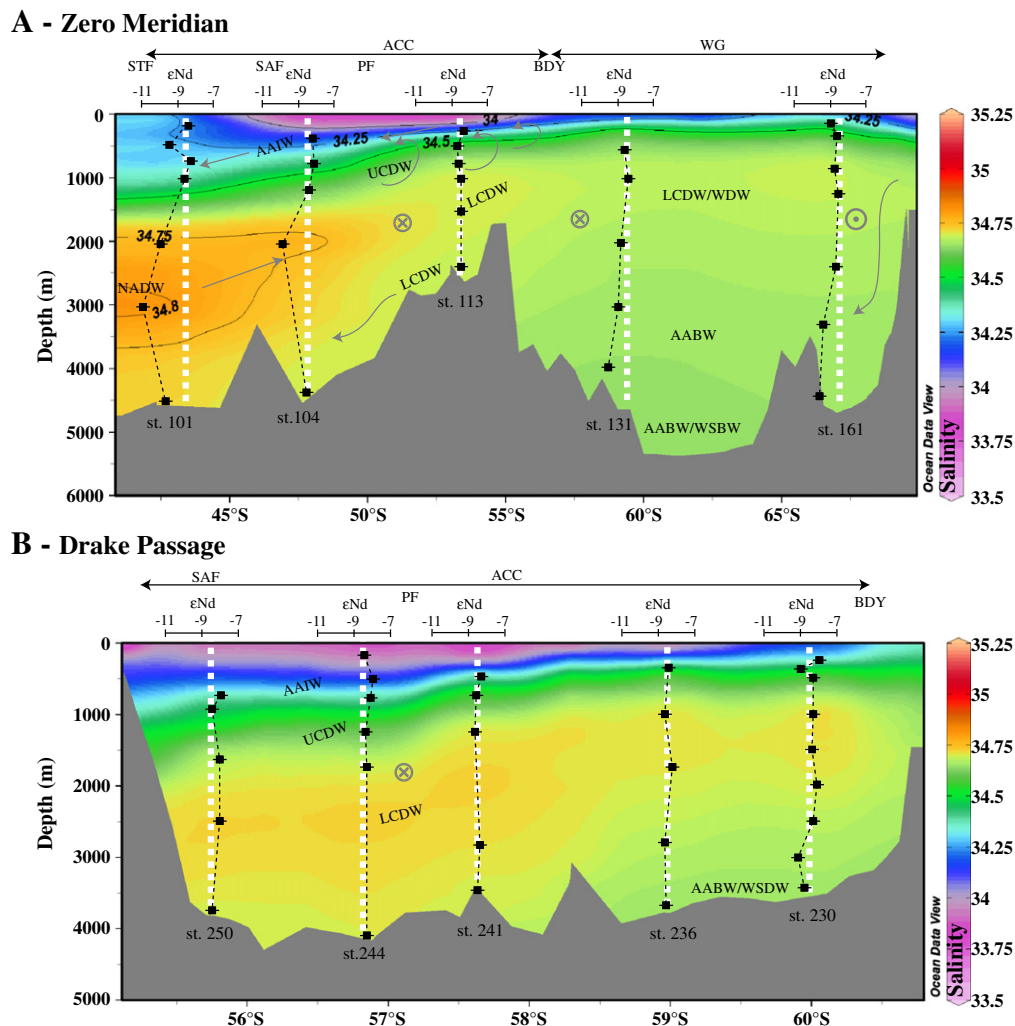 A - Zero Meridian
ACC WG
STF SAF PF BDY
εNd εNd εNd εNd εNd
-11 -9 -7 -11 -9 -7 -11 -9 -7 -11 -9 -7 -11 -9 -7
0
1000
2000
3000
4000
5000
6000
Depth (m)
34
34.25
34.25
34.5
AAIW
UCDW
LCDW
LCDW/WDW
34.75
NADW
34.8
LCDW
st. 113
AABW
st. 101
st.104
st. 131
AABW/WSBW
st. 161
45°S 50°S 55°S 60°S 65°S
35.25
35
34.75
34.5
34.25
34
33.75
33.5
Ocean Data View
Salinity
B - Drake Passage
ACC
SAF PF BDY
εNd εNd εNd εNd εNd
-11 -9 -7 -11 -9 -7 -11 -9 -7 -11 -9 -7 -11 -9 -7
0
1000
2000
3000
4000
5000
Depth (m)
AAIW
UCDW
LCDW
AABW/WSDW
st. 250
st.244
st. 241
st. 236
st. 230
56°S 57°S 58°S 59°S 60°S
35.25
35
34.75
34.5
34.25
34
33.75
33.5
Ocean Data View
Salinity